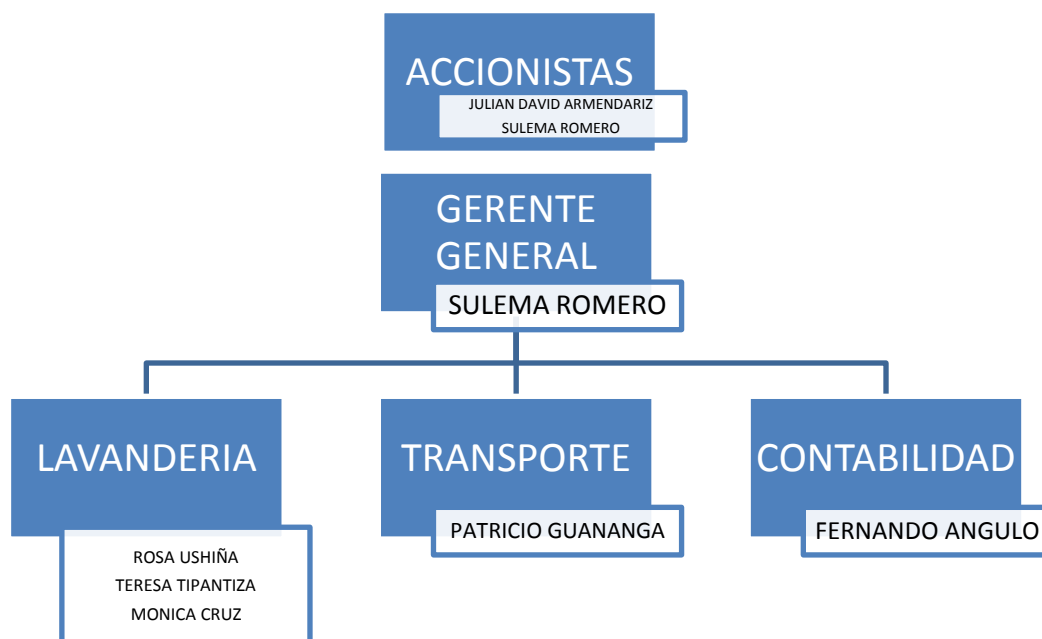 ACCIONISTAS
JULIAN DAVID ARMENDARIZ
SULEMA ROMERO
GERENTE
GENERAL
SULEMA ROMERO
LAVANDERIA
ROSA USHIÑA
TERESA TIPANTIZA
MONICA CRUZ
TRANSPORTE
PATRICIO GUANANGA
CONTABILIDAD
FERNANDO ANGULO